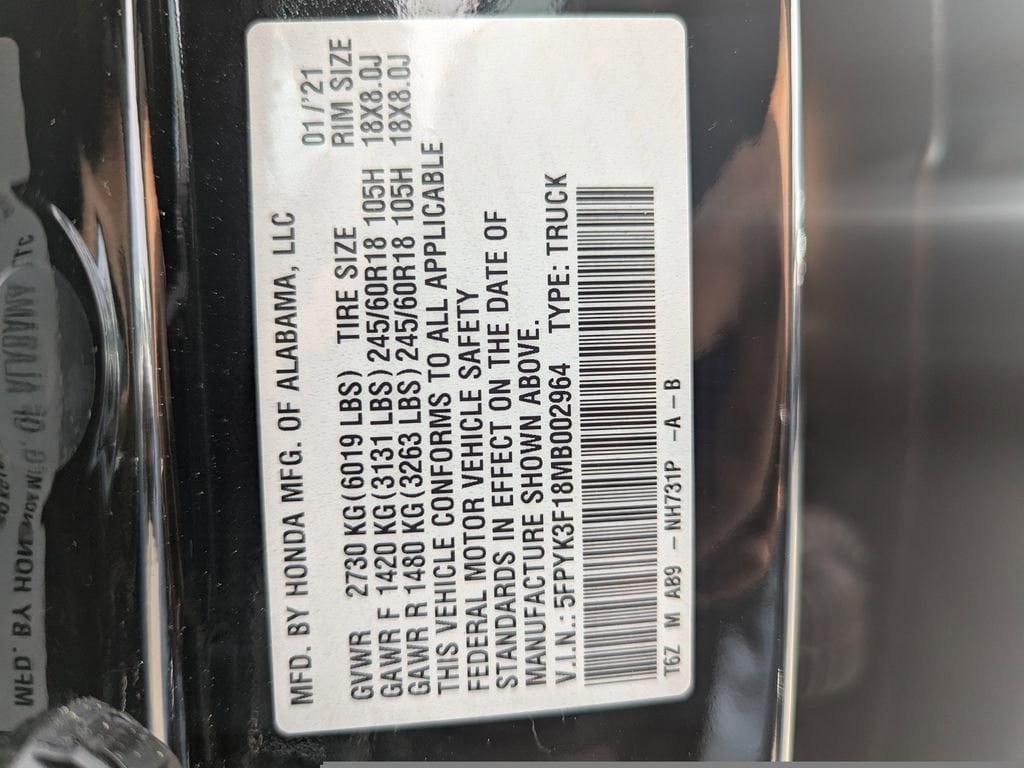 MFD. BY HONDA MFG. OF ALABAMA, LLC 01/'21
GVWR 2730 KG(6019 LBS) TIRE SIZE RIM SIZE
GAWR F 1420 KG(3131 LBS) 245/60R18 105H 18X8.0J
GAWR R 1480 KG(3263 LBS) 245/60R18 105H 18X8.0J
THIS VEHICLE CONFORMS TO ALL APPLICABLE
FEDERAL MOTOR VEHICLE SAFETY
STANDARDS IN EFFECT ON THE DATE OF
MANUFACTURE SHOWN ABOVE.
V.I.N.: 5FPYK3F18MB002964 TYPE: TRUCK
T6Z M A89 -NH731P -A-B
MFD. BY